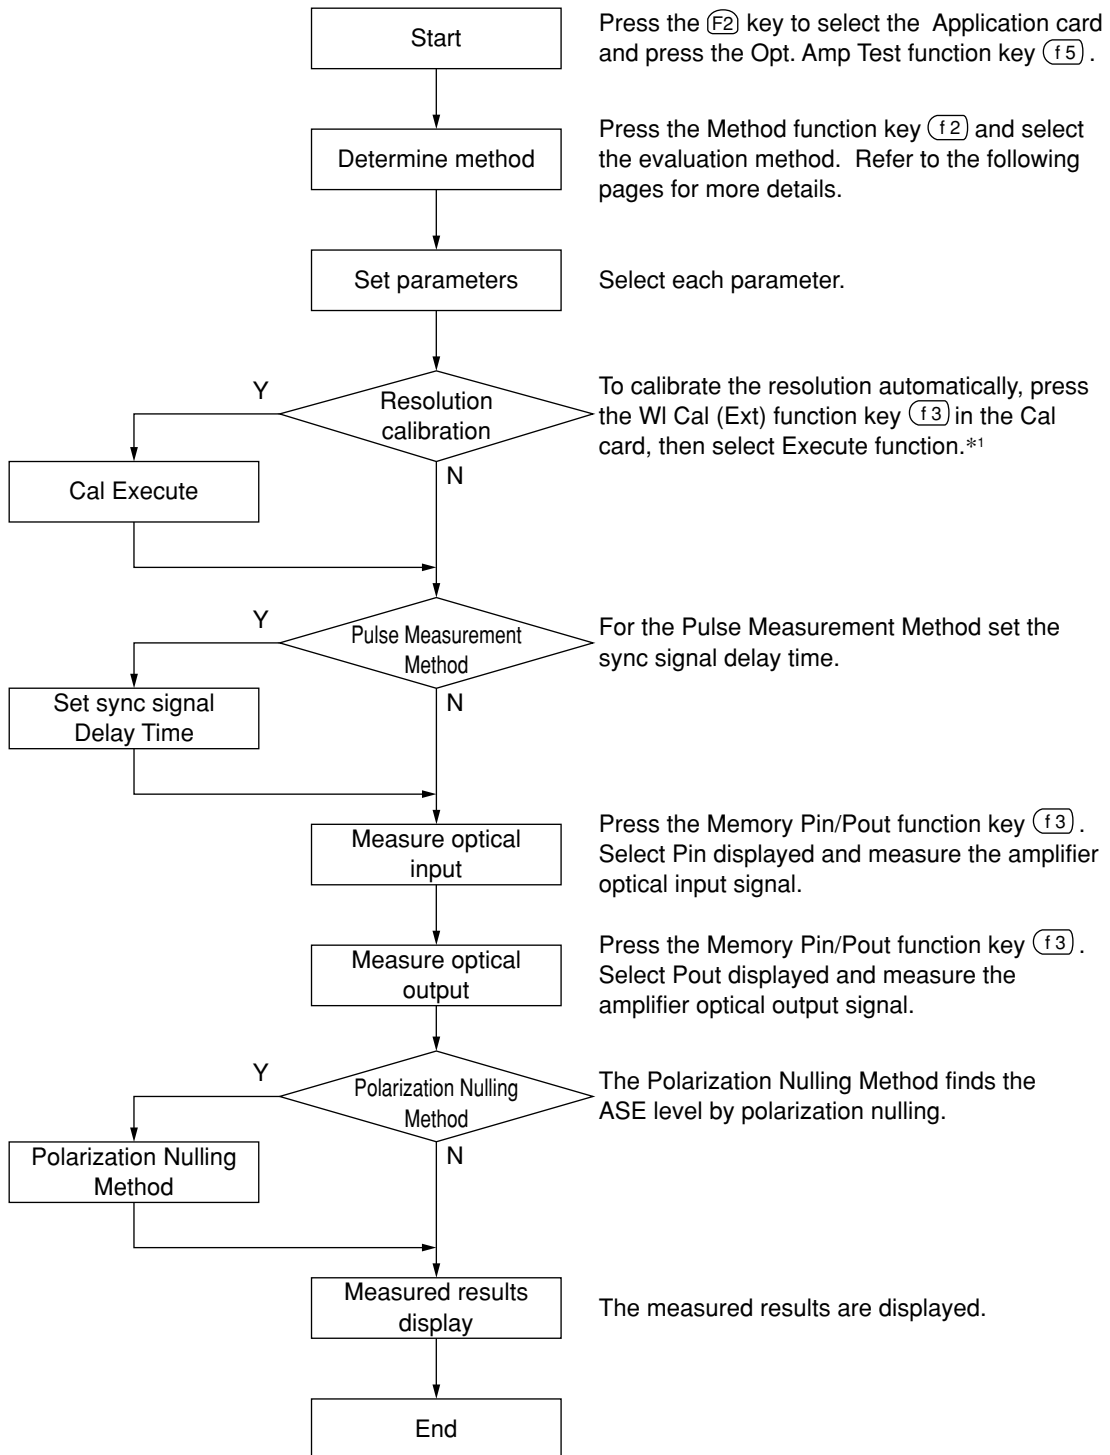 Start
Press the F2 key to select the Application card
and press the Opt. Amp Test function key f 5 .
Determine method
Press the Method function key f 2 and select
the evaluation method. Refer to the following
pages for more details.
Set parameters
Select each parameter.
Y
Resolution
calibration
N
To calibrate the resolution automatically, press
the Wl Cal (Ext) function key f 3 in the Cal
card, then select Execute function.*1
Cal Execute
Y
Pulse Measurement
Method
N
For the Pulse Measurement Method set the
sync signal delay time.
Set sync signal
Delay Time
Measure optical
input
Press the Memory Pin/Pout function key f 3 .
Select Pin displayed and measure the amplifier
optical input signal.
Measure optical
output
Press the Memory Pin/Pout function key f 3 .
Select Pout displayed and measure the
amplifier optical output signal.
Y
Polarization Nulling
Method
N
The Polarization Nulling Method finds the
ASE level by polarization nulling.
Polarization Nulling
Method
Measured results
display
The measured results are displayed.
End